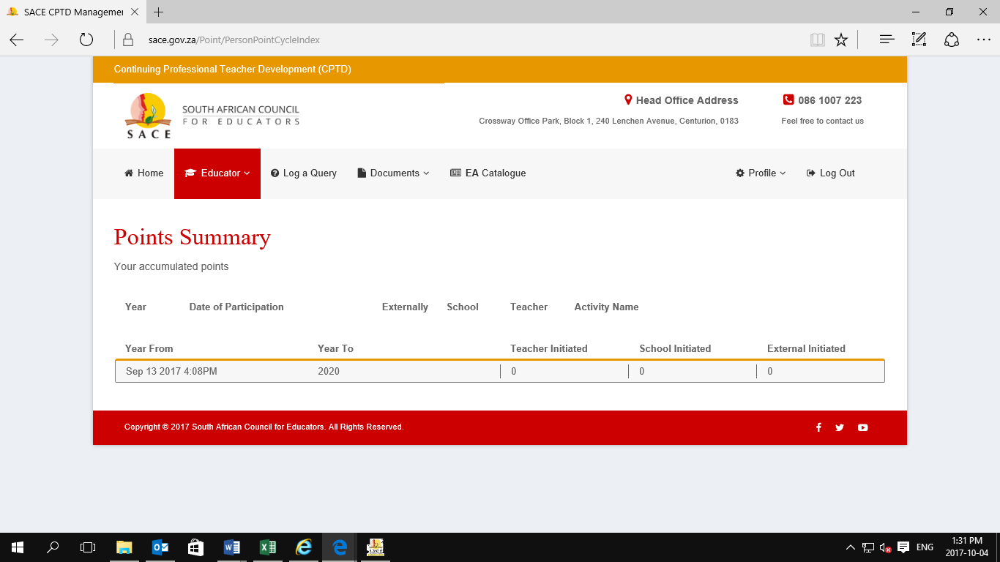 SACE CPTD Managemer
sace.gov.za/Point/PersonPointCycleIndex
Continuing Professional Teacher Development (CPTD)
SACE
SOUTH AFRICAN COUNCIL
FOR EDUCATORS
Head Office Address
Crossway Office Park, Block 1, 240 Lenchen Avenue, Centurion, 0183
086 1007 223
Feel free to contact us
Home Educator Log a Query Documents EA Catalogue Profile Log Out
Points Summary
Your accumulated points
Year Date of Participation Externally School Teacher Activity Name
Year From Year To Teacher Initiated School Initiated External Initiated
Sep 13 2017 4:08PM 2020 0 0 0
Copyright © 2017 South African Council for Educators. All Rights Reserved.
ENG
1:31 PM
2017-10-04